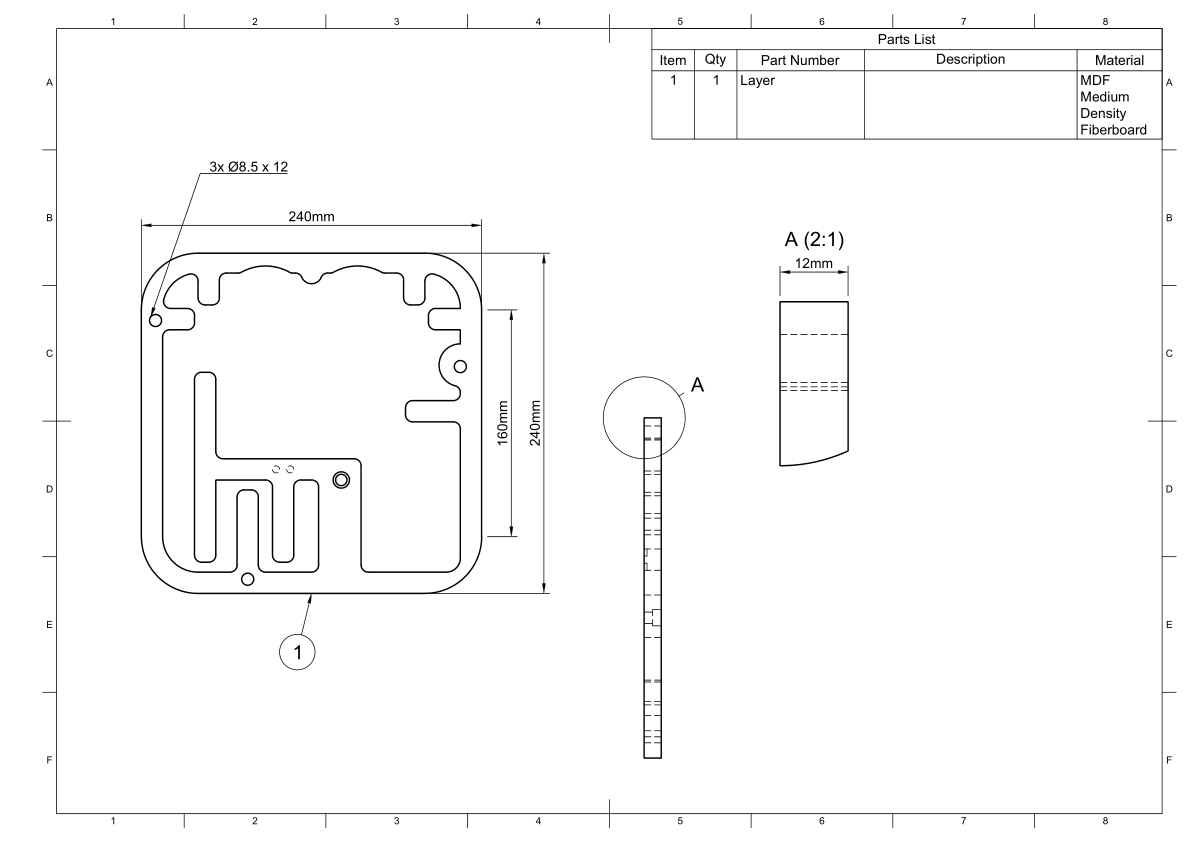 1 2 3 4 5 6 7 8
Parts List
Item Qty Part Number Description Material
1 1 Layer MDF
Medium
Density
Fiberboard
A A
3x Ø8.5 x 12
B B
240mm
A (2:1)
12mm
C C
A
160mm
240mm
D D
E E
1
F F
1 2 3 4 5 6 7 8